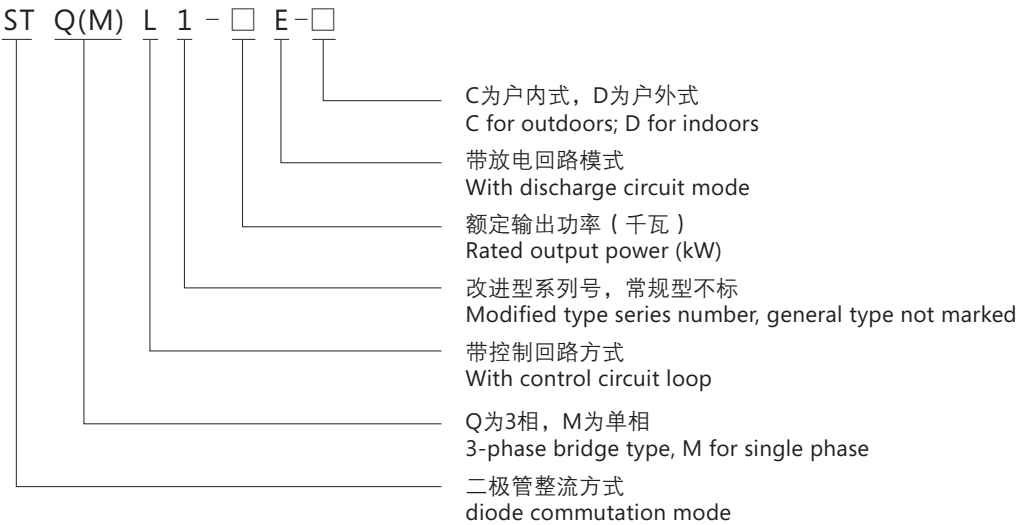 ST Q(M) L 1 - □ E - □
C为户内式，D为户外式
C for outdoors; D for indoors
带放电回路模式
With discharge circuit mode
额定输出功率（千瓦）
Rated output power (kW)
改进型系列号，常规型不标
Modified type series number, general type not marked
带控制回路方式
With control circuit loop
Q为3相，M为单相
3-phase bridge type, M for single phase
二极管整流方式
diode commutation mode